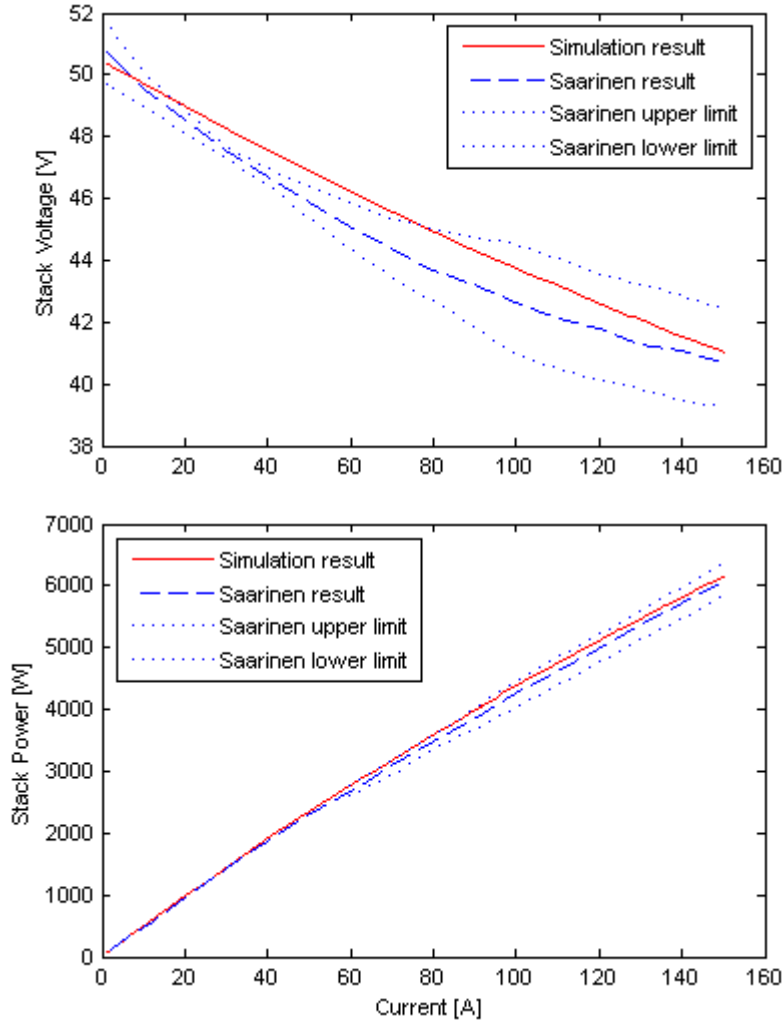 52
50
48
46
44
42
40
38
Stack Voltage [V]
Simulation result
Saarinen result
Saarinen upper limit
Saarinen lower limit
0 20 40 60 80 100 120 140 160
7000
6000
5000
4000
3000
2000
1000
0
Stack Power [W]
Simulation result
Saarinen result
Saarinen upper limit
Saarinen lower limit
0 20 40 60 80 100 120 140 160
Current [A]